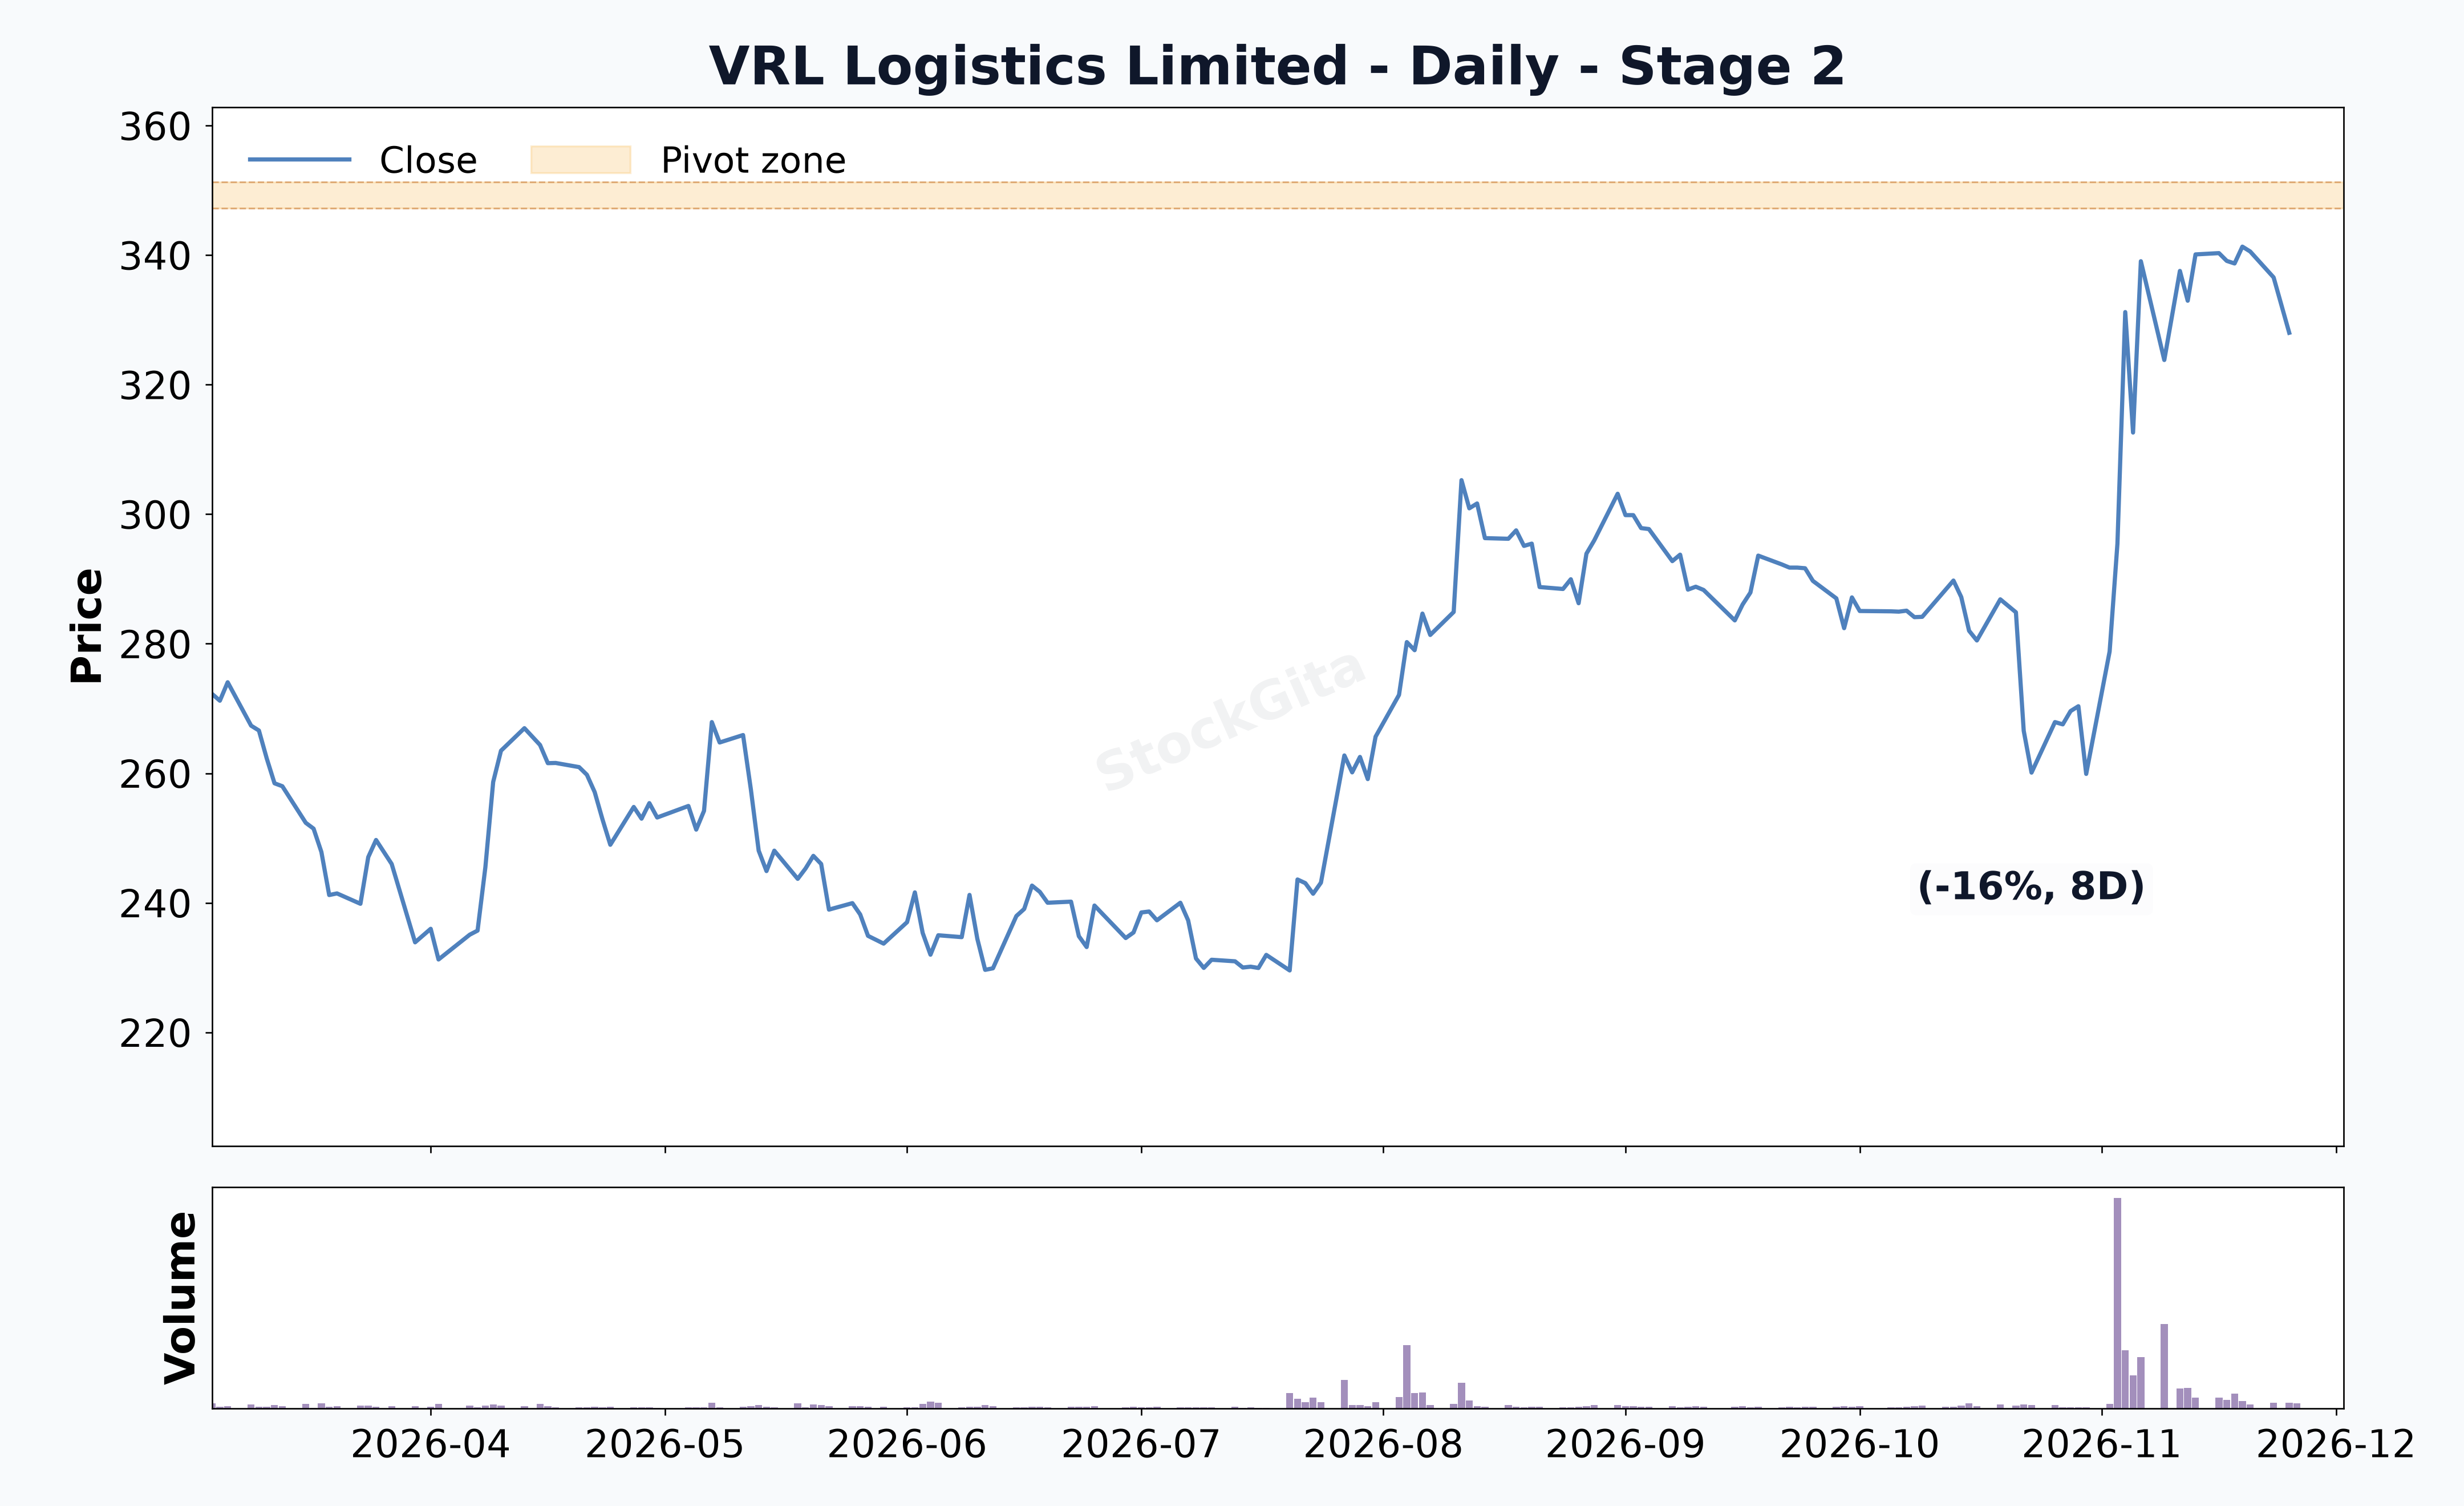 VRL Logistics Limited - Daily - Stage 2
Close
Pivot zone
Price
360
340
320
300
280
260
240
220
StockGita
(-16%, 8D)
Volume
2026-04
2026-05
2026-06
2026-07
2026-08
2026-09
2026-10
2026-11
2026-12